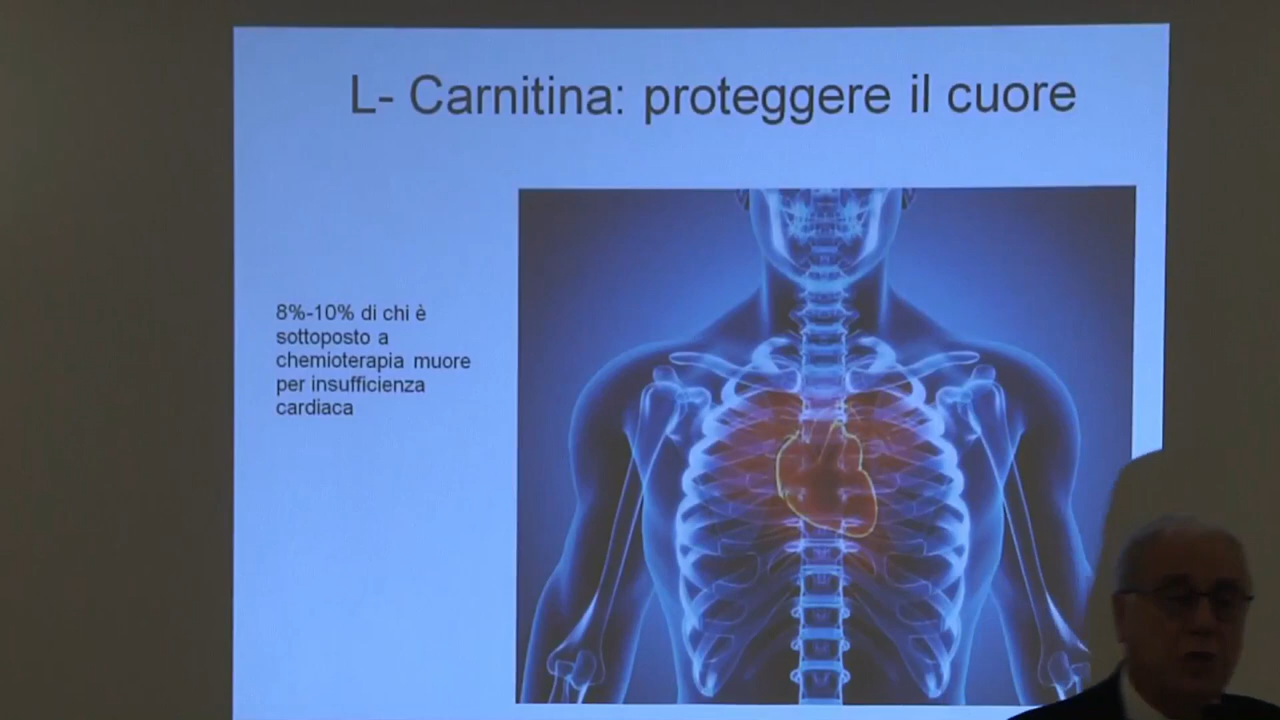 L- Carnitina: proteggere il cuore
8%-10% di chi è
sottoposto a
chemioterapia muore
per insufficienza
cardiaca